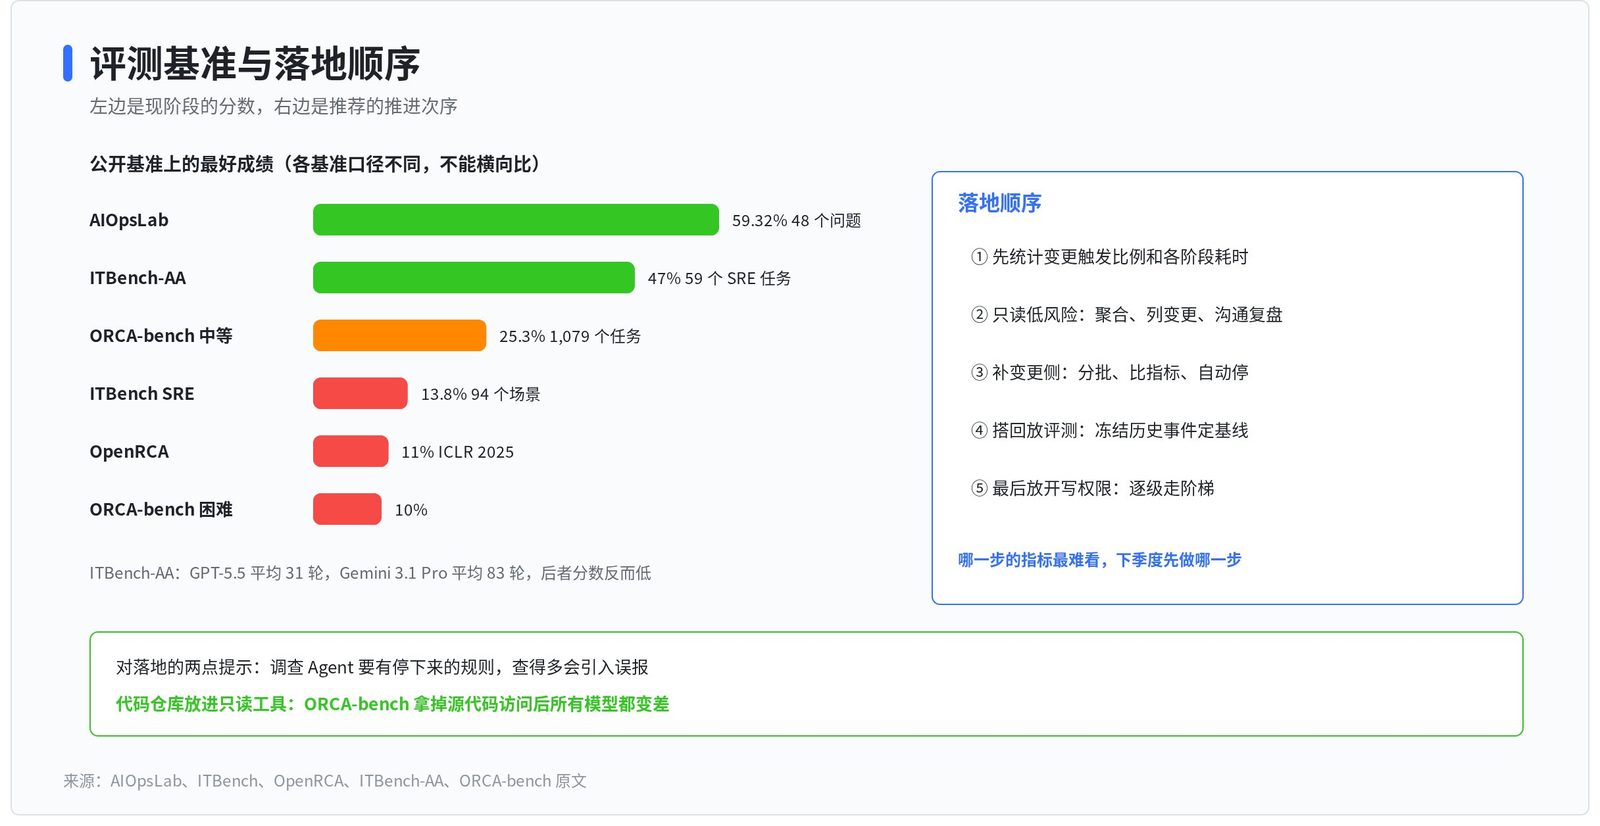 评测基准与落地顺序
左边是现阶段的分数，右边是推荐的推进次序
公开基准上的最好成绩（各基准口径不同，不能横向比）
AIOpsLab 59.32% 48 个问题
ITBench-AA 47% 59 个 SRE 任务
ORCA-bench 中等 25.3% 1,079 个任务
ITBench SRE 13.8% 94 个场景
OpenRCA 11% ICLR 2025
ORCA-bench 困难 10%
ITBench-AA：GPT-5.5 平均 31 轮，Gemini 3.1 Pro 平均 83 轮，后者分数反而低
落地顺序
① 先统计变更触发比例和各阶段耗时
② 只读低风险：聚合、列变更、沟通复盘
③ 补变更侧：分批、比指标、自动停
④ 搭回放评测：冻结历史事件定基线
⑤ 最后放开写权限：逐级走阶梯
哪一步的指标最难看，下季度先做哪一步
对落地的两点提示：调查 Agent 要有停下来的规则，查得多会引入误报
代码仓库放进只读工具：ORCA-bench 拿掉源代码访问后所有模型都变差
来源：AIOpsLab、ITBench、OpenRCA、ITBench-AA、ORCA-bench 原文